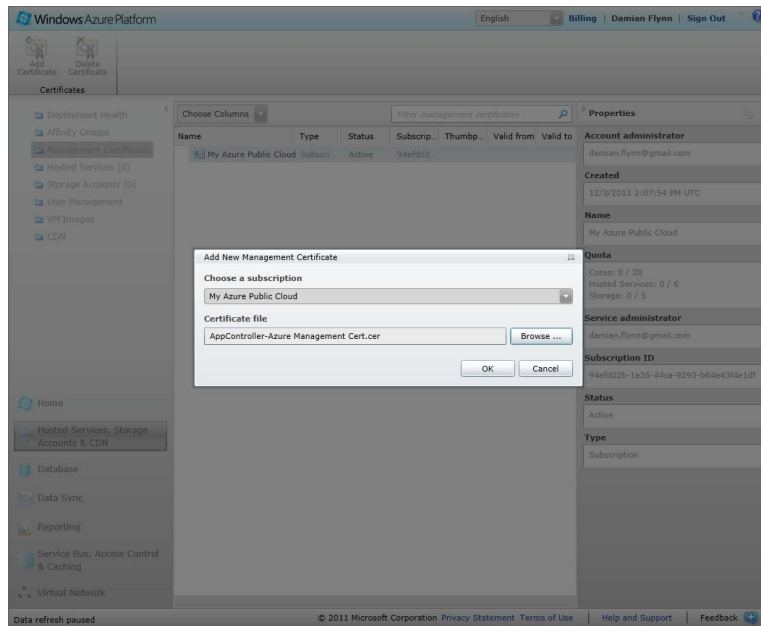 Windows Azure Platform
English
Billing | Damian Flynn | Sign Out
Add Certificate
Delete Certificate
Certificates
Deployment Health
Affinity Groups
Management Certificates
Hosted Services (0)
Storage Accounts (0)
User Management
VM Images
CDN
Home
Hosted Services, Storage
Accounts & CDN
Database
Data Sync
Reporting
Service Bus, Access Control
& Caching
Virtual Network
Choose Columns
Filter management certificates
Name Type Status Subscrip... Thumbp... Valid from Valid to
My Azure Public Cloud Subscri... Active 94efd02...
Add New Management Certificate
Choose a subscription
My Azure Public Cloud
Certificate file
AppController-Azure Management Cert.cer
Browse ...
OK
Cancel
Properties
Account administrator
damian.flynn@gmail.com
Created
12/3/2011 2:07:54 PM UTC
Name
My Azure Public Cloud
Quota
Cores: 0 / 20
Hosted Services: 0 / 6
Storage: 0 / 5
Service administrator
damian.flynn@gmail.com
Subscription ID
94efd02b-1e35-44ca-9293-b64e43f4e1df
Status
Active
Type
Subscription
Data refresh paused
© 2011 Microsoft Corporation Privacy Statement Terms of Use
Help and Support
Feedback